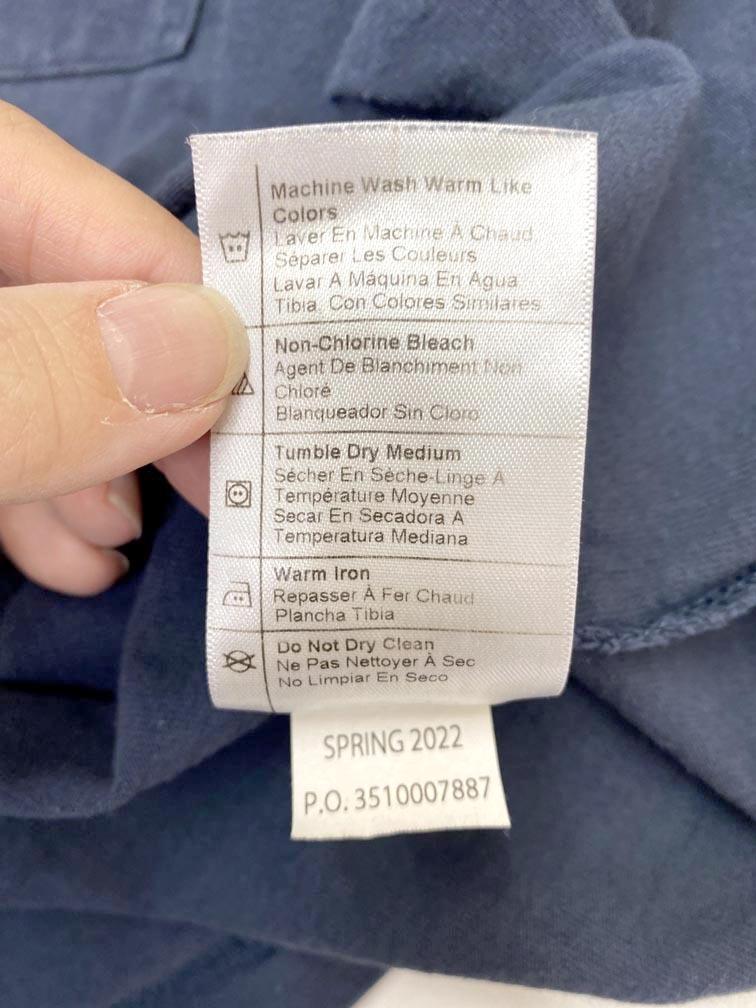 Machine Wash Warm Like
Colors
Laver En Machine À Chaud,
Séparer Les Couleurs
Lavar A Máquina En Agua
Tibia. Con Colores Similares
Non-Chlorine Bleach
Agent De Blanchiment Non
Chloré
Blanqueador Sin Cloro
Tumble Dry Medium
Sécher En Sèche-Linge À
Température Moyenne
Secar En Secadora A
Temperatura Mediana
Warm Iron
Repasser À Fer Chaud
Plancha Tibia
Do Not Dry Clean
Ne Pas Nettoyer À Sec
No Limpiar En Seco
SPRING 2022
P.O. 3510007887